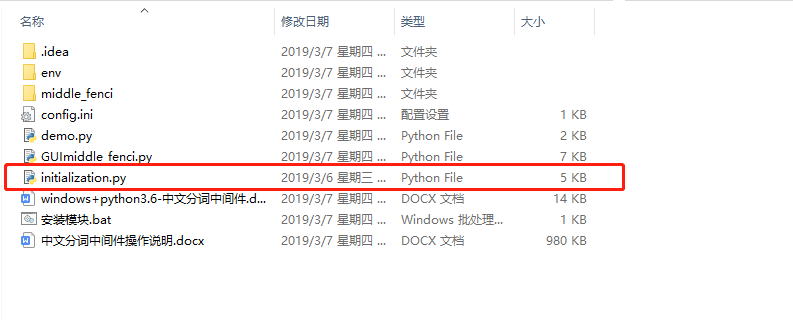 名称 修改日期 类型 大小
.idea 2019/3/7 星期四 ... 文件夹
env 2019/3/7 星期四 ... 文件夹
middle_fenci 2019/3/7 星期四 ... 文件夹
config.ini 2019/3/7 星期四 ... 配置设置 1 KB
demo.py 2019/3/7 星期四 ... Python File 2 KB
GUImiddle_fenci.py 2019/3/7 星期四 ... Python File 7 KB
initialization.py 2019/3/6 星期三 ... Python File 5 KB
windows+python3.6-中文分词中间件.d... 2019/3/7 星期四 ... DOCX 文档 14 KB
安装模块.bat 2019/3/7 星期四 ... Windows 批处理... 1 KB
中文分词中间件操作说明.docx 2019/3/7 星期四 ... DOCX 文档 980 KB